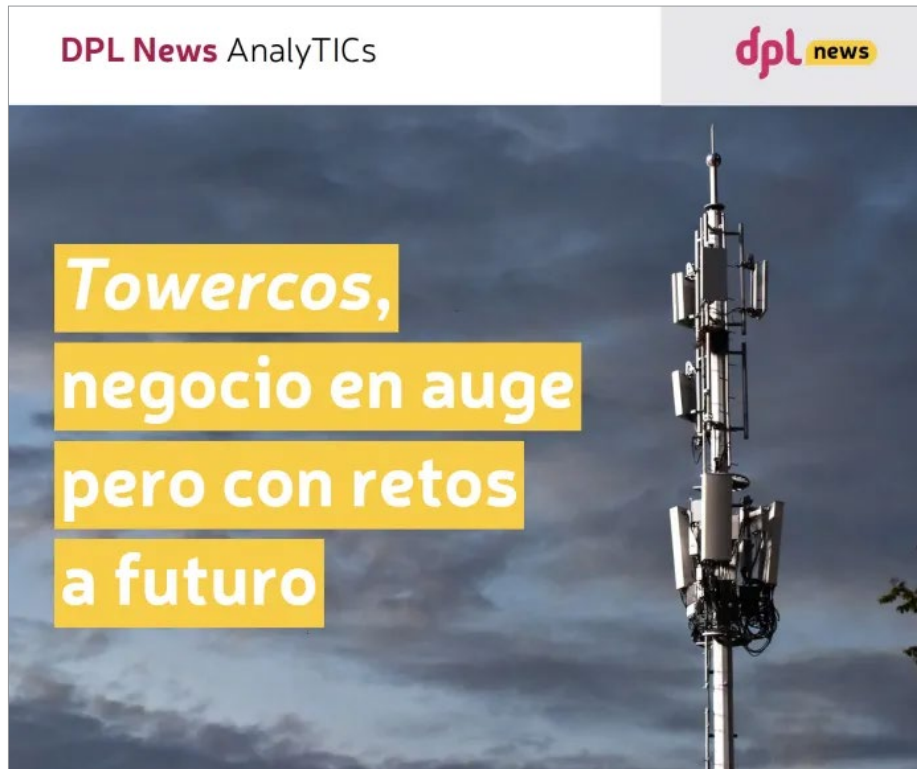 DPL News AnalyTICs
dpl news
Towercos,
negocio en auge
pero con retos
a futuro